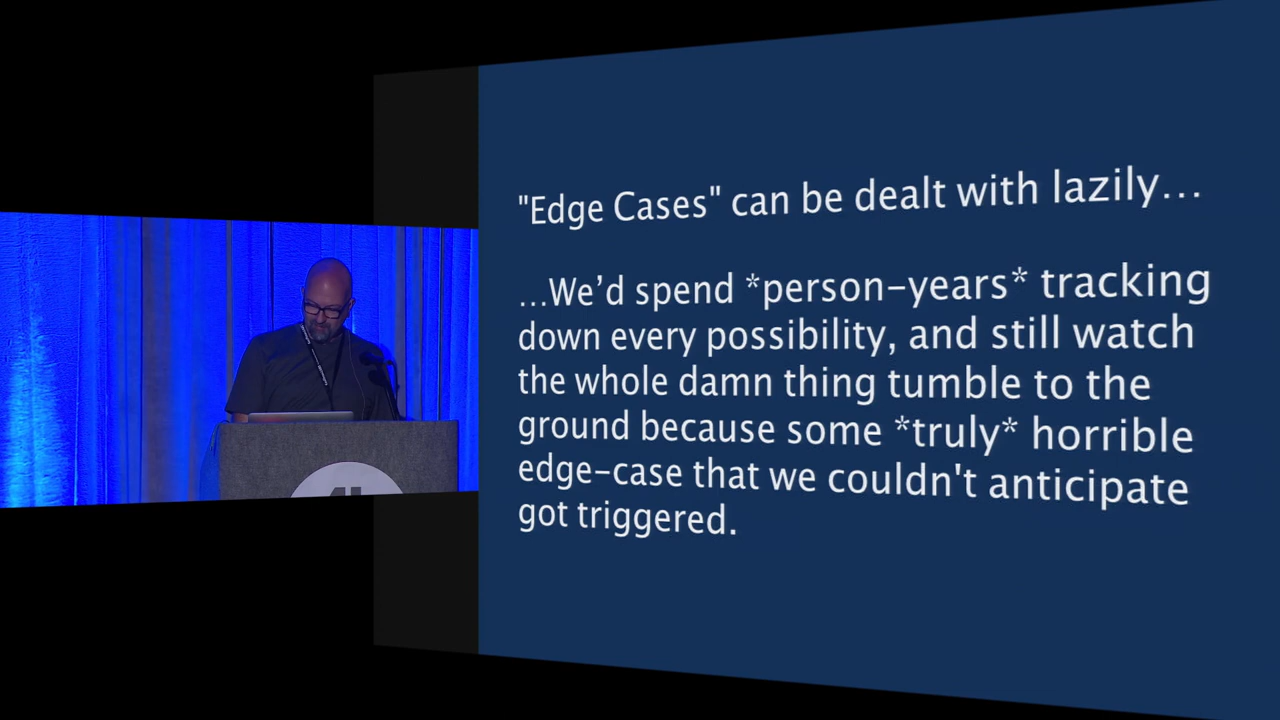 "Edge Cases" can be dealt with lazily…
…We’d spend *person-years* tracking
down every possibility, and still watch
the whole damn thing tumble to the
ground because some *truly* horrible
edge-case that we couldn't anticipate
got triggered.